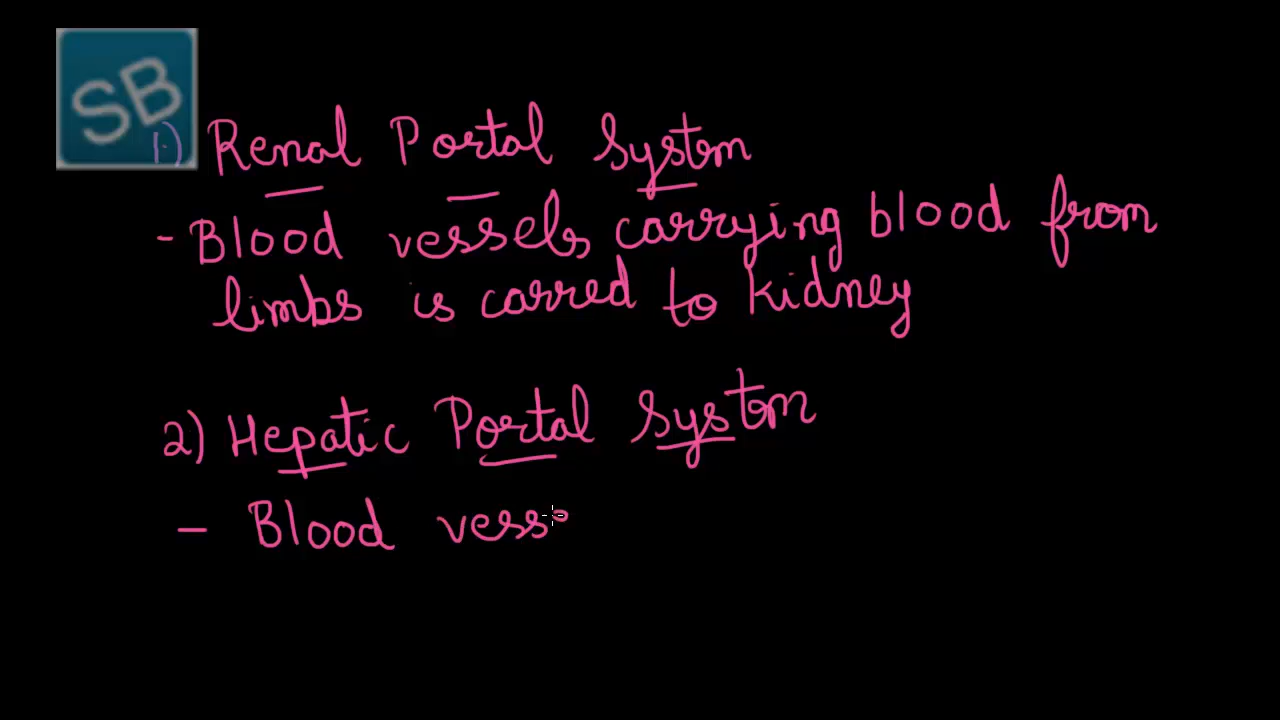 SB
1.) Renal Portal System
- Blood vessels carrying blood from
limbs is carred to kidney
2) Hepatic Portal System
- Blood vess